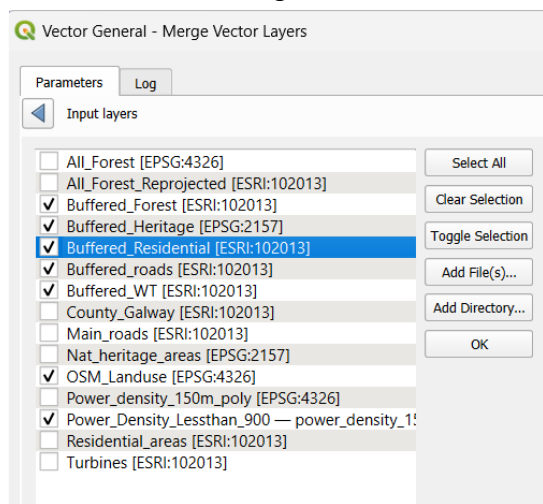 Vector General - Merge Vector Layers
Parameters Log
Input layers
All_Forest [EPSG:4326]
Select All
All_Forest_Reprojected [ESRI:102013]
Buffered_Forest [ESRI:102013]
Clear Selection
Buffered_Heritage [EPSG:2157]
Toggle Selection
Buffered_Residential [ESRI:102013]
Buffered_roads [ESRI:102013]
Add File(s)...
Buffered_WT [ESRI:102013]
County_Galway [ESRI:102013]
Add Directory...
Main_roads [ESRI:102013]
Nat_heritage_areas [EPSG:2157]
OK
OSM_Landuse [EPSG:4326]
Power_density_150m_poly [EPSG:4326]
Power_Density_Lessthan_900 — power_density_15
Residential_areas [ESRI:102013]
Turbines [ESRI:102013]